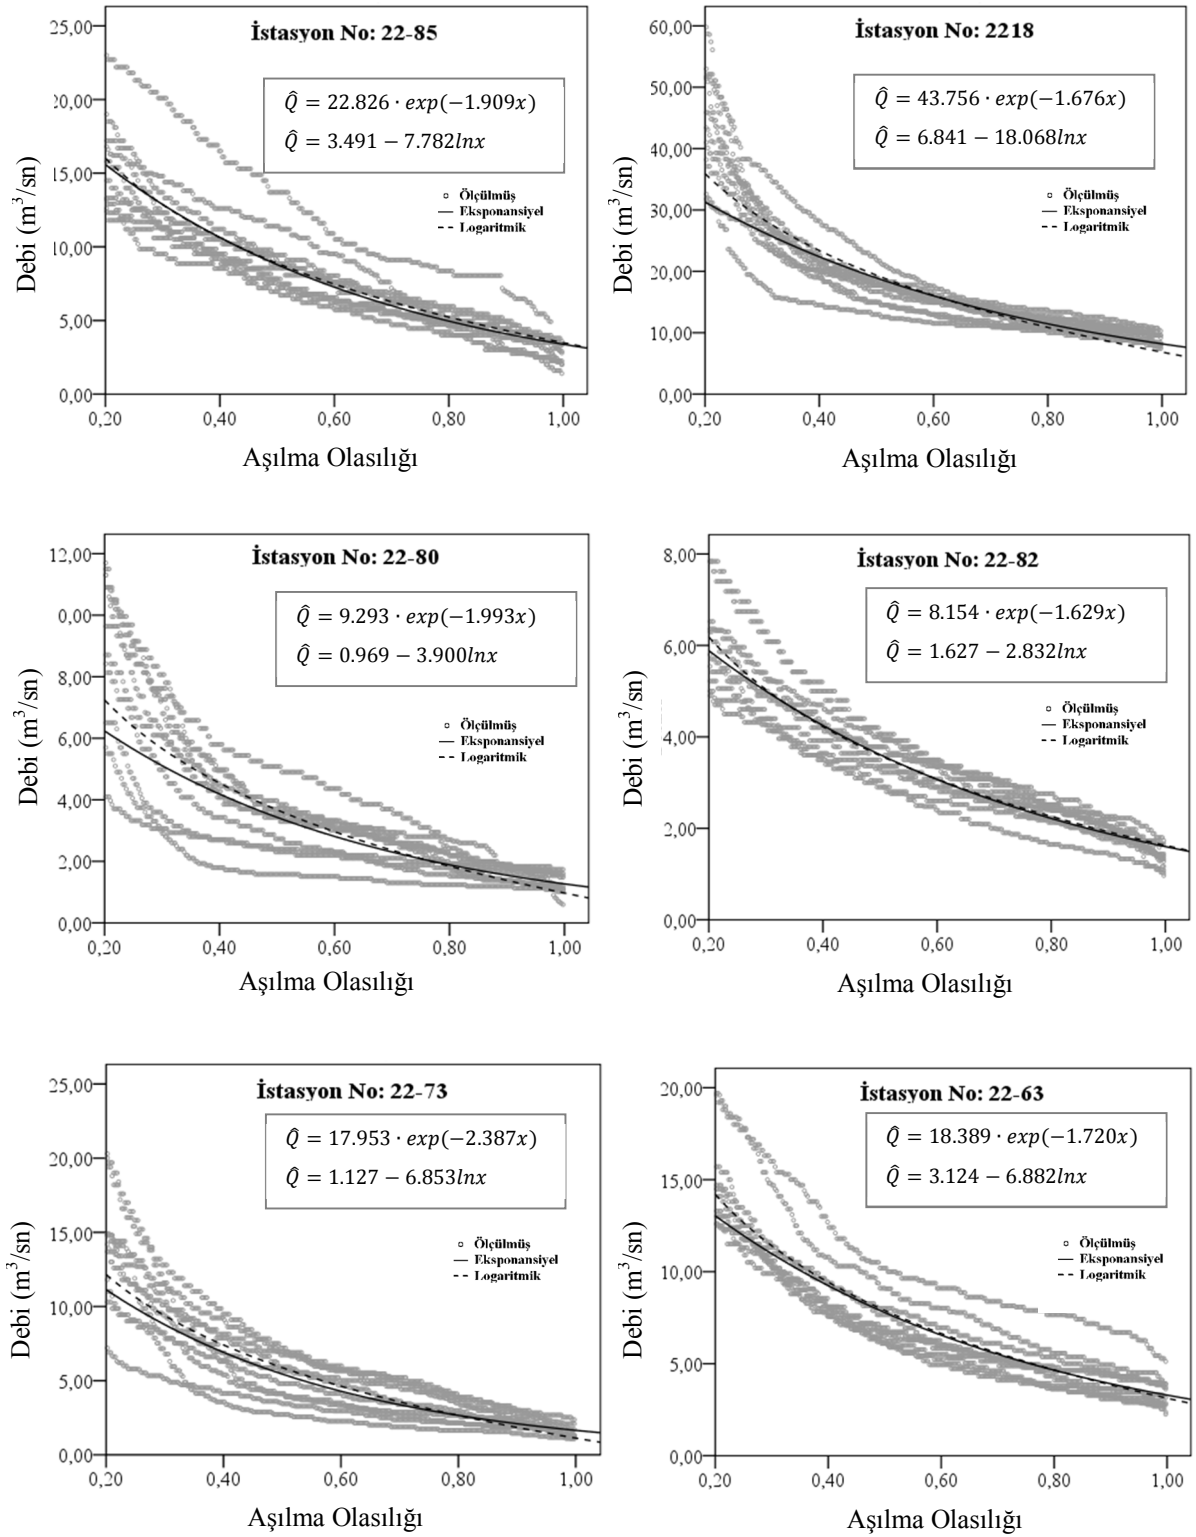 İstasyon No: 22-85
Q̂ = 22.826 · exp(−1.909x)
Q̂ = 3.491 − 7.782lnx
Ölçülmüş
Eksponansiyel
Logaritmik
25,00
20,00
15,00
10,00
5,00
0,00
0,20 0,40 0,60 0,80 1,00
Debi (m³/sn)
Aşılma Olasılığı
İstasyon No: 2218
Q̂ = 43.756 · exp(−1.676x)
Q̂ = 6.841 − 18.068lnx
Ölçülmüş
Eksponansiyel
Logaritmik
60,00
50,00
40,00
30,00
20,00
10,00
0,00
0,20 0,40 0,60 0,80 1,00
Debi (m³/sn)
Aşılma Olasılığı
İstasyon No: 22-80
Q̂ = 9.293 · exp(−1.993x)
Q̂ = 0.969 − 3.900lnx
Ölçülmüş
Eksponansiyel
Logaritmik
12,00
0,00
8,00
6,00
4,00
2,00
0,00
0,20 0,40 0,60 0,80 1,00
Debi (m³/sn)
Aşılma Olasılığı
İstasyon No: 22-82
Q̂ = 8.154 · exp(−1.629x)
Q̂ = 1.627 − 2.832lnx
Ölçülmüş
Eksponansiyel
Logaritmik
8,00
6,00
4,00
2,00
0,00
0,20 0,40 0,60 0,80 1,00
Debi (m³/sn)
Aşılma Olasılığı
İstasyon No: 22-73
Q̂ = 17.953 · exp(−2.387x)
Q̂ = 1.127 − 6.853lnx
Ölçülmüş
Eksponansiyel
Logaritmik
25,00
20,00
15,00
10,00
5,00
0,00
0,20 0,40 0,60 0,80 1,00
Debi (m³/sn)
Aşılma Olasılığı
İstasyon No: 22-63
Q̂ = 18.389 · exp(−1.720x)
Q̂ = 3.124 − 6.882lnx
Ölçülmüş
Eksponansiyel
Logaritmik
20,00
15,00
10,00
5,00
0,00
0,20 0,40 0,60 0,80 1,00
Debi (m³/sn)
Aşılma Olasılığı